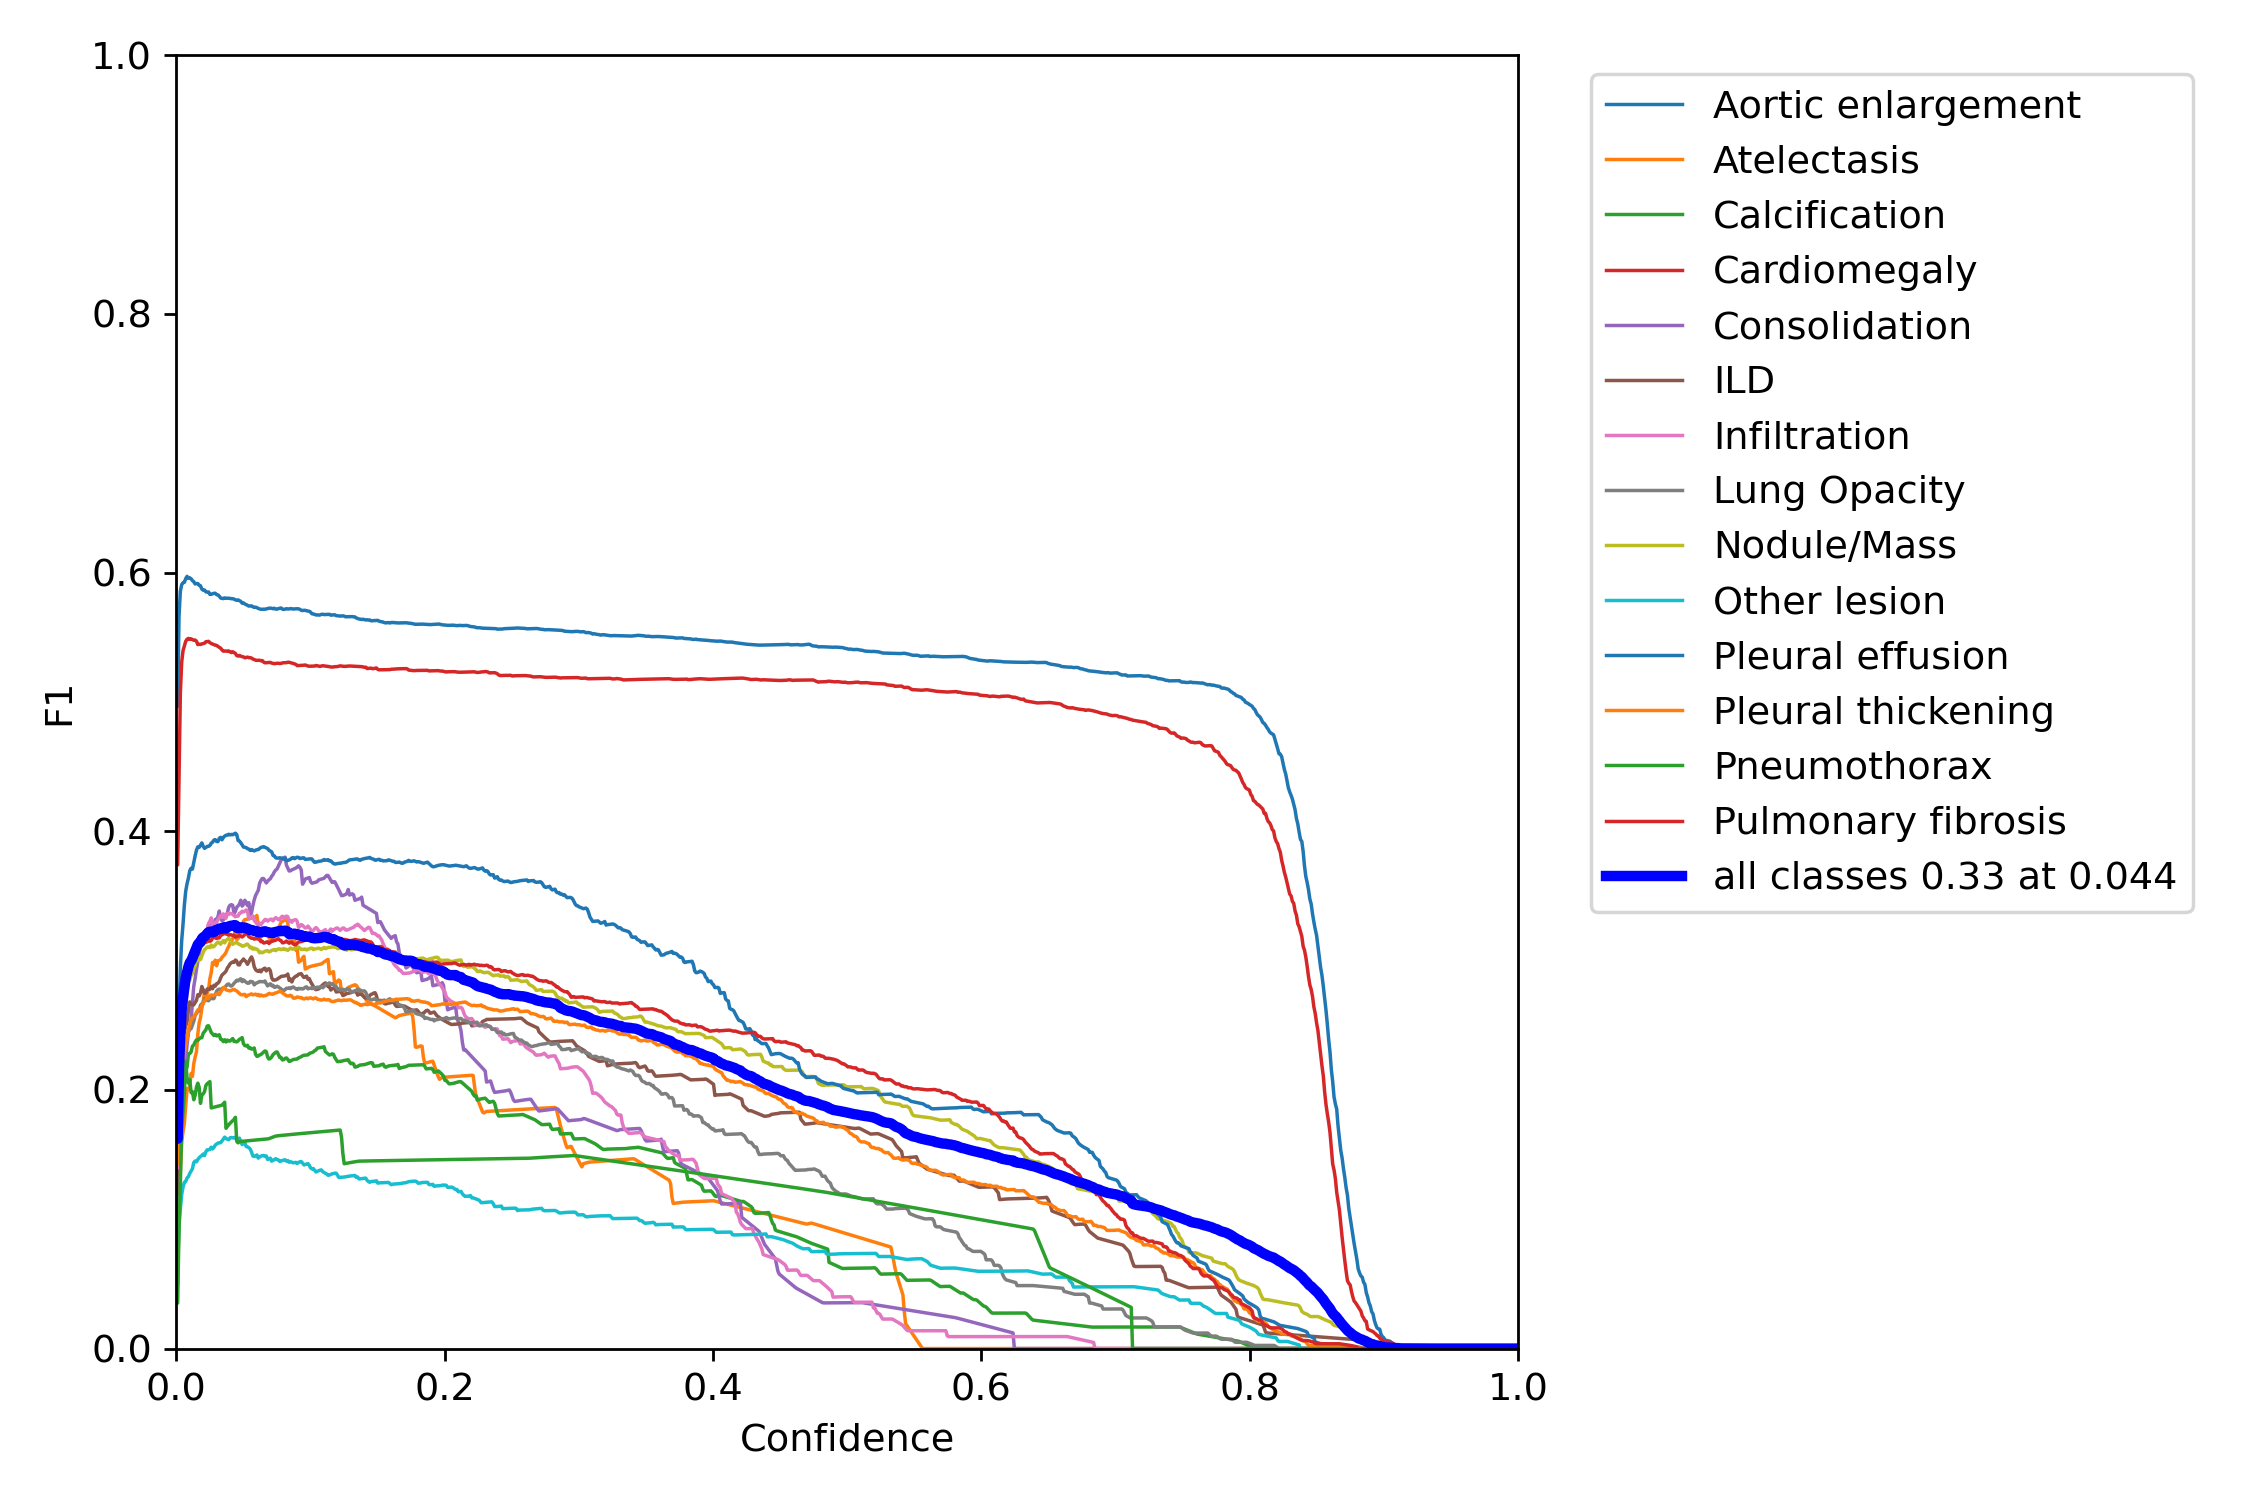 1.0
0.8
0.6
0.4
0.2
0.0
F1
0.0 0.2 0.4 0.6 0.8 1.0
Confidence
Aortic enlargement
Atelectasis
Calcification
Cardiomegaly
Consolidation
ILD
Infiltration
Lung Opacity
Nodule/Mass
Other lesion
Pleural effusion
Pleural thickening
Pneumothorax
Pulmonary fibrosis
all classes 0.33 at 0.044